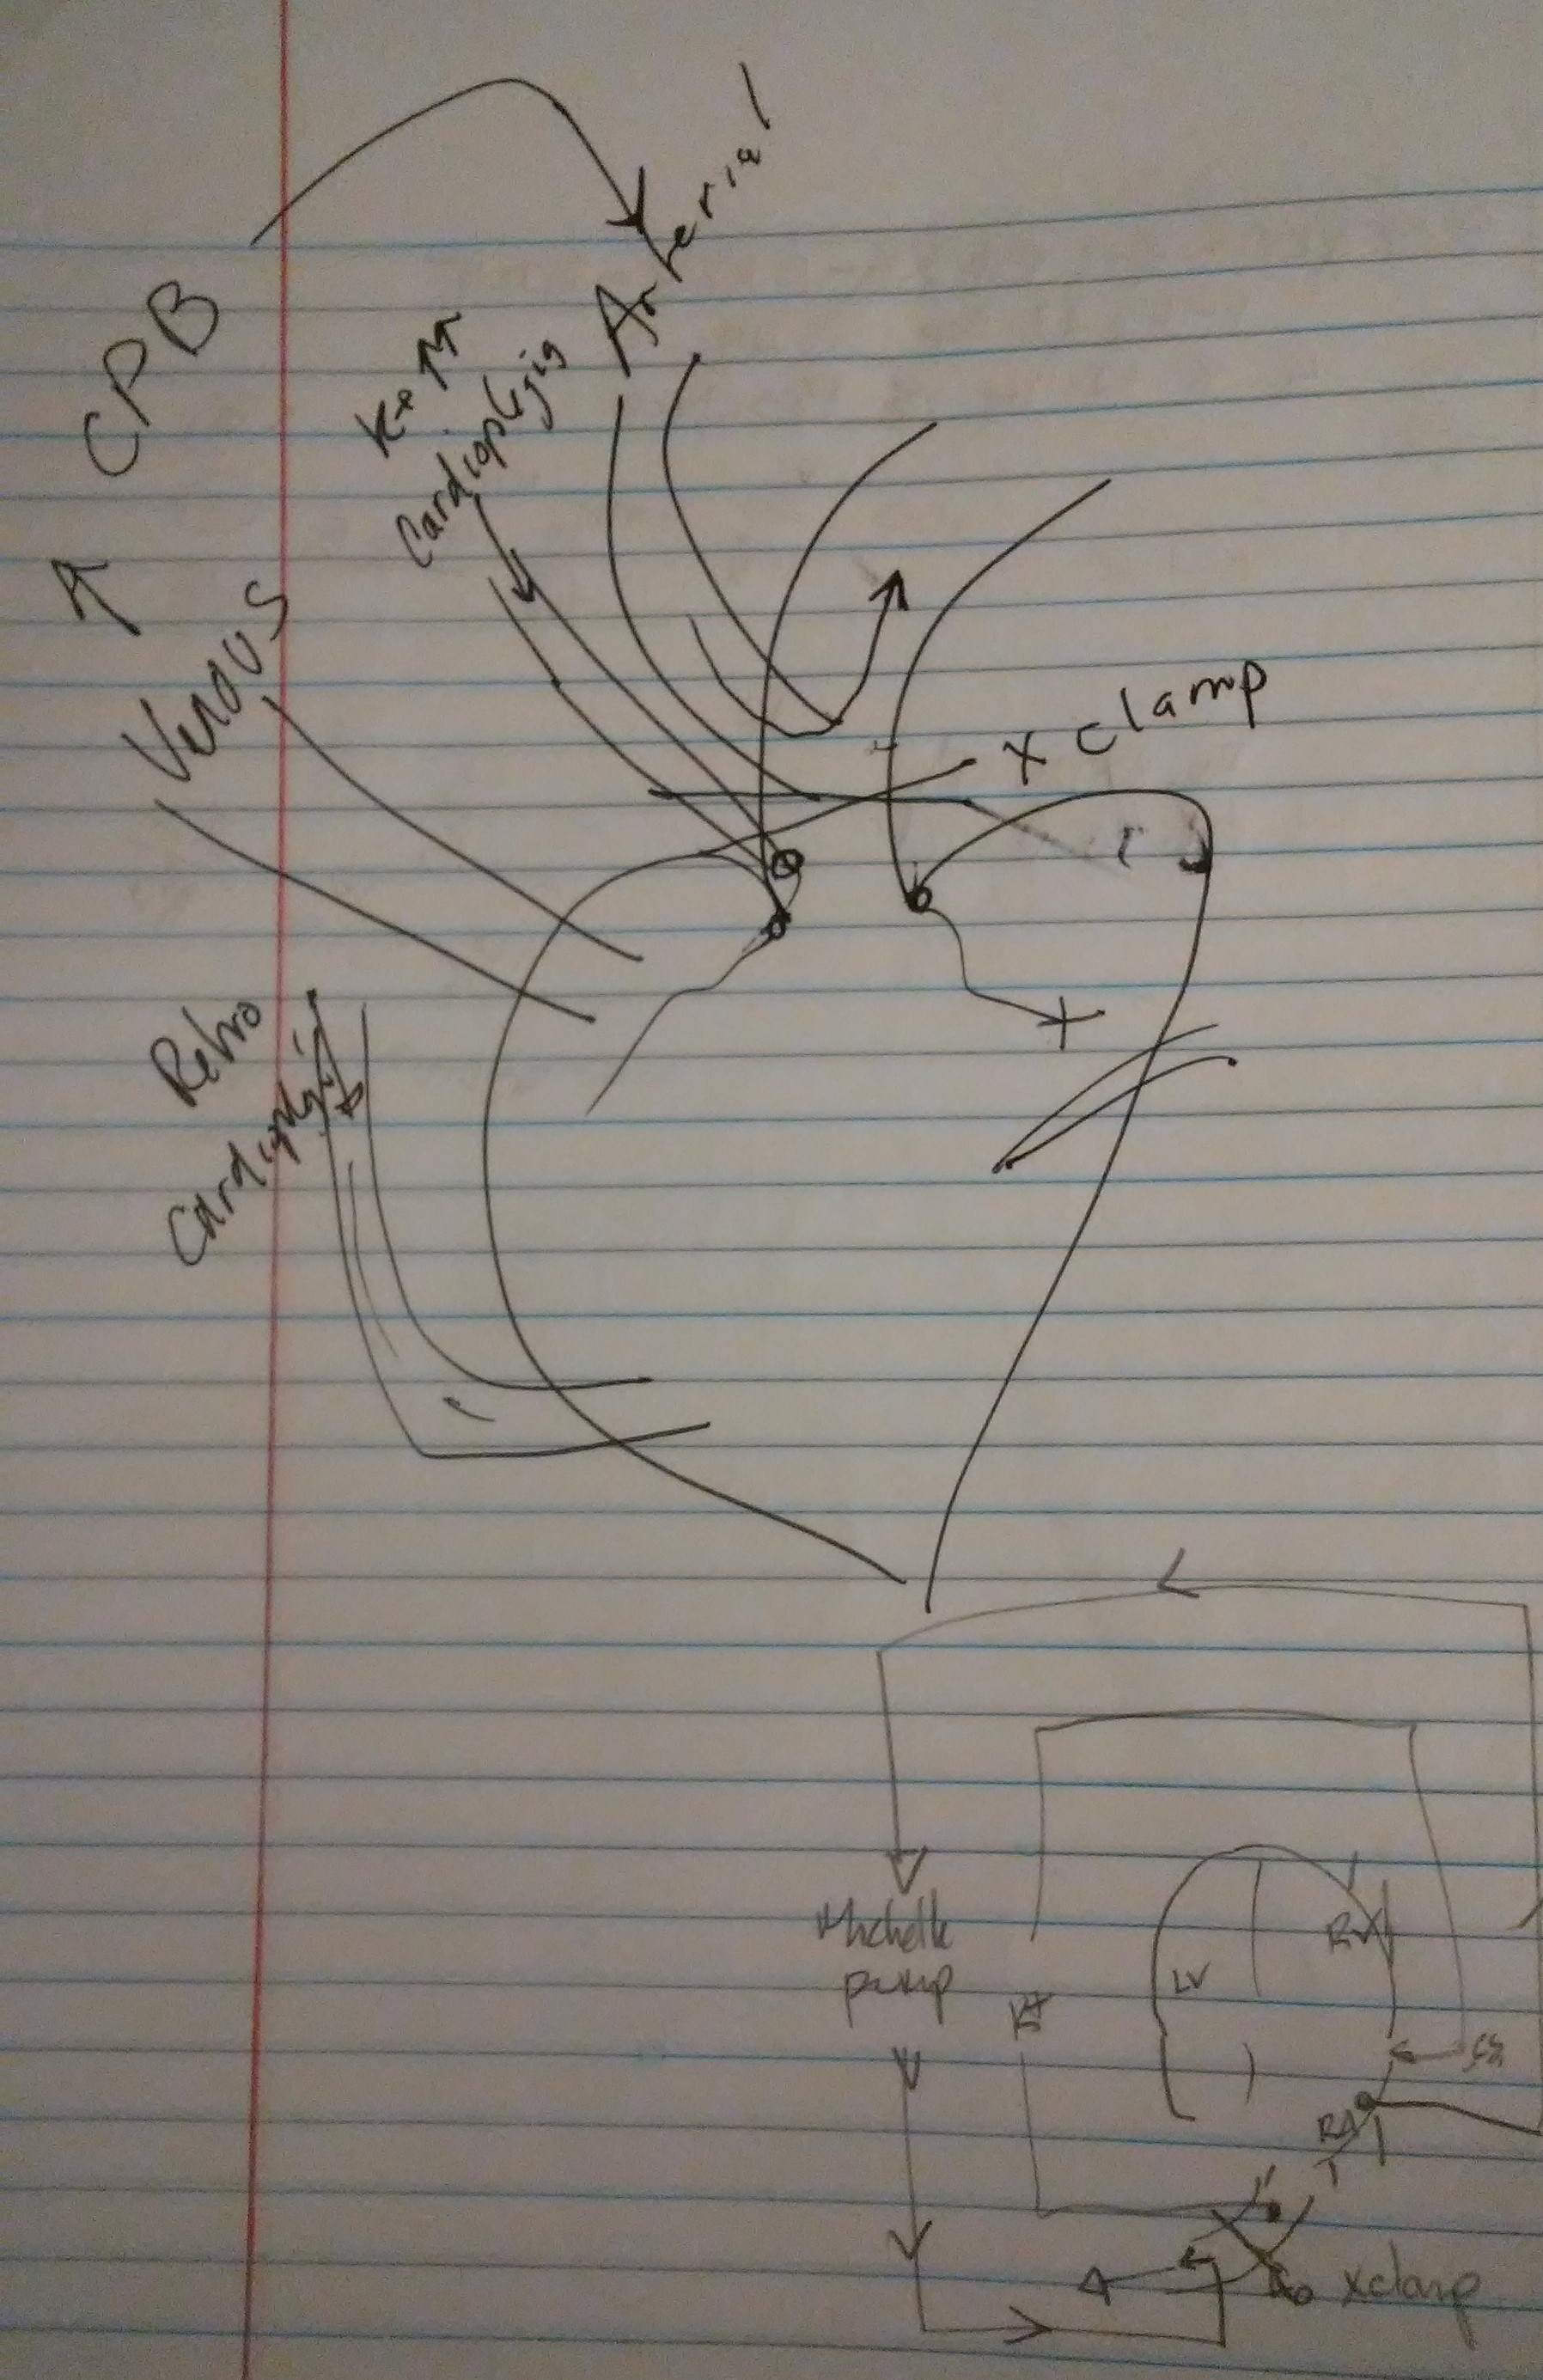 CPB
Arterial
Cardioplegia
Venous
X clamp
Retro
Cardioplegia
Michelle
pump
K+
LV
RV
CS
RA
Ao xclamp